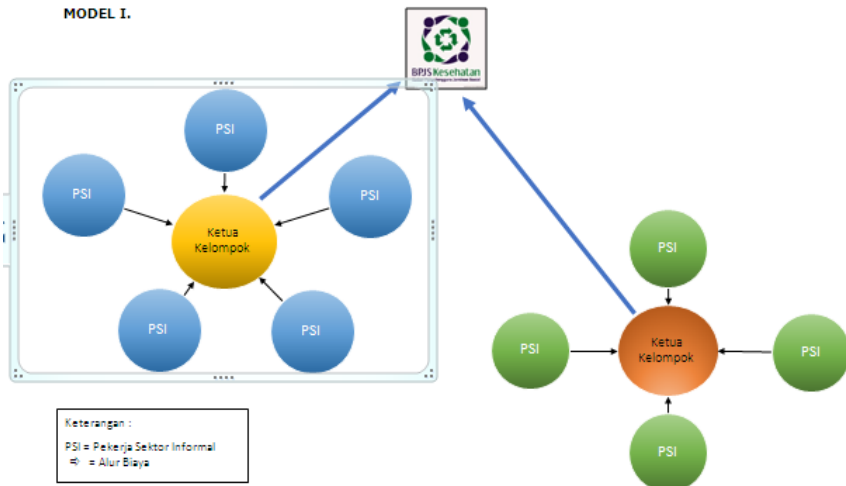 MODEL I.
BPJS Kesehatan
PSI
PSI
PSI
Ketua
Kelompok
PSI
PSI
PSI
PSI
Ketua
Kelompok
PSI
PSI
Keterangan :
PSI = Pekerja Sektor Informal
⇨ = Alur Biaya